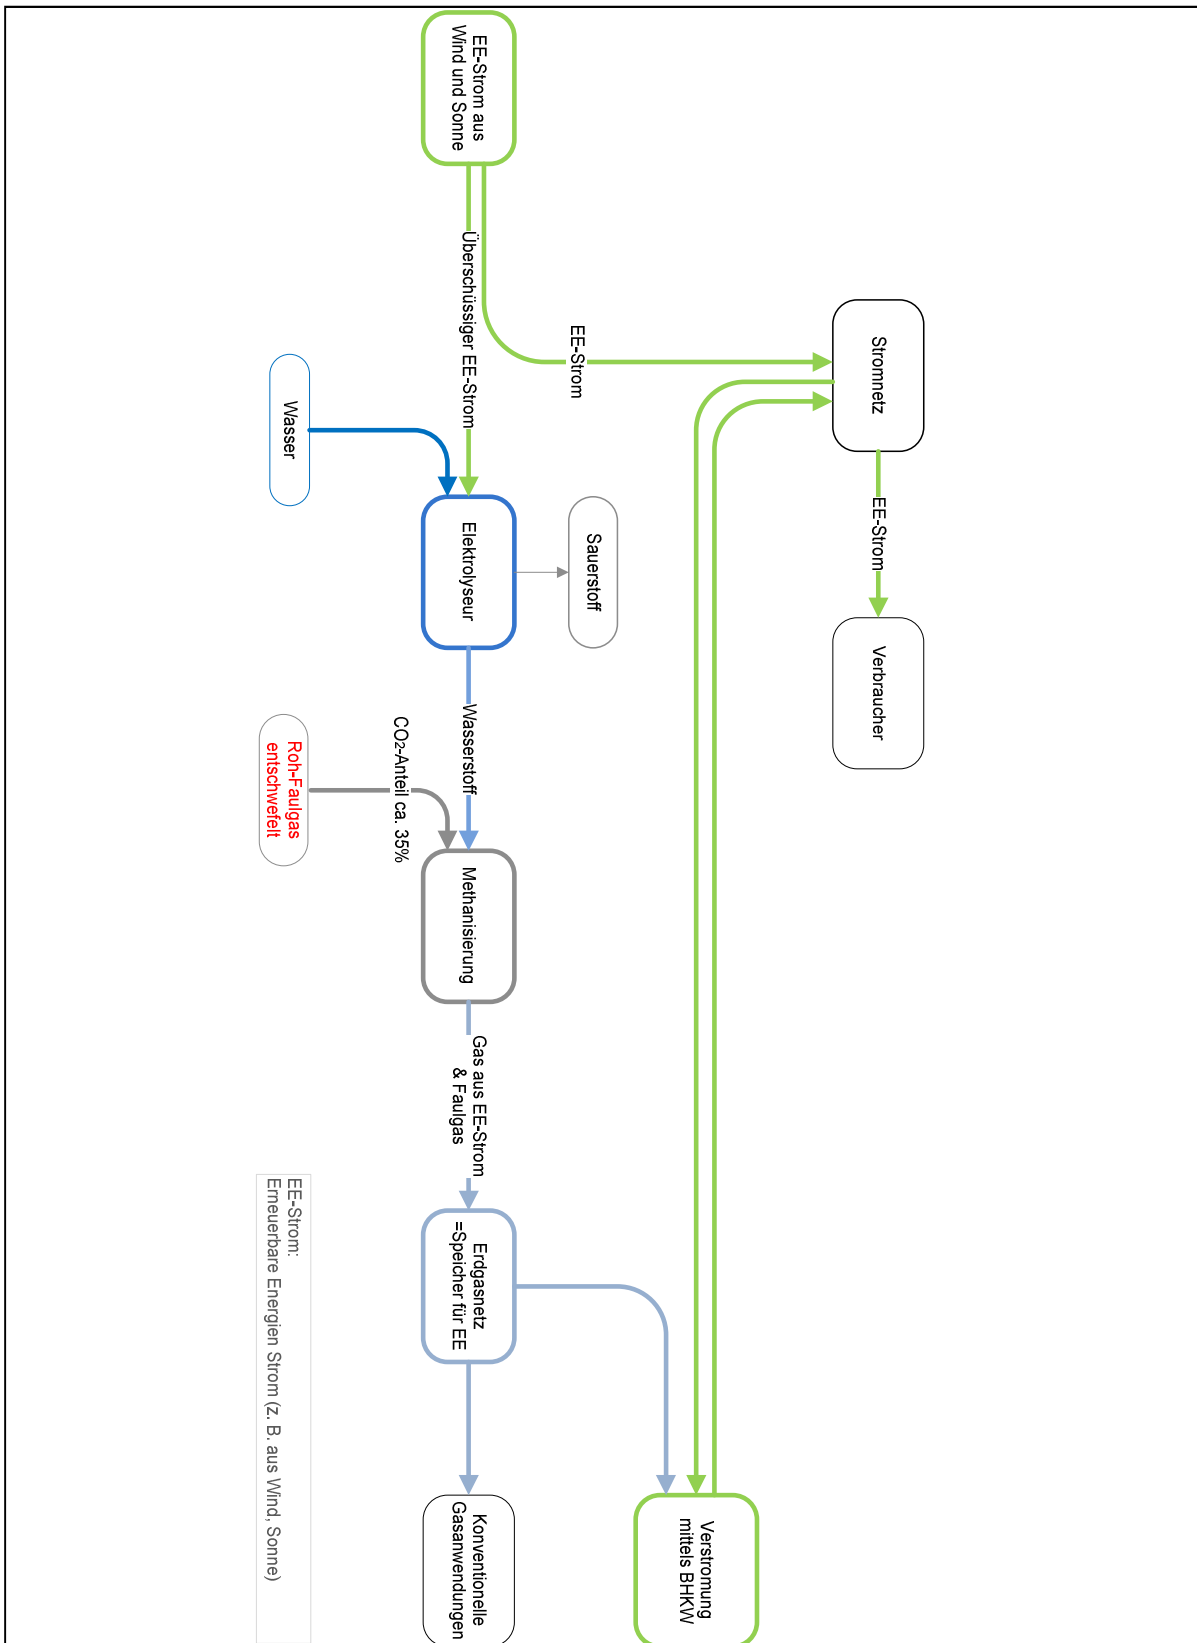 EE-Strom aus
Wind und Sonne
Überschüssiger EE-Strom
EE-Strom
Stromnetz
EE-Strom
Verbraucher
Wasser
Elektrolyseur
Sauerstoff
Wasserstoff
Roh-Faulgas
entschwefelt
CO2-Anteil ca. 35%
Methanisierung
Gas aus EE-Strom
& Faulgas
Erdgasnetz
=Speicher für EE
Konventionelle
Gasanwendungen
Verstromung
mittels BHKW
EE-Strom:
Erneuerbare Energien Strom (z. B. aus Wind, Sonne)